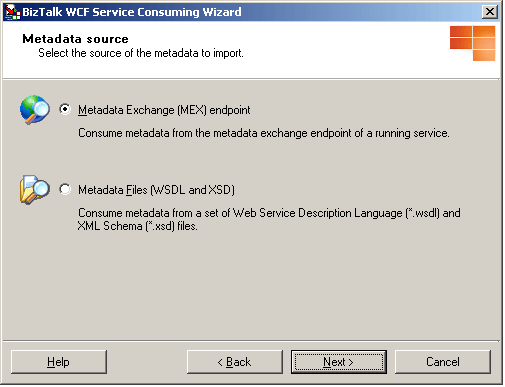 BizTalk WCF Service Consuming Wizard
Metadata source
Select the source of the metadata to import.
Metadata Exchange (MEX) endpoint
Consume metadata from the metadata exchange endpoint of a running service.
Metadata Files (WSDL and XSD)
Consume metadata from a set of Web Service Description Language (*.wsdl) and
XML Schema (*.xsd) files.
Help
< Back
Next >
Cancel